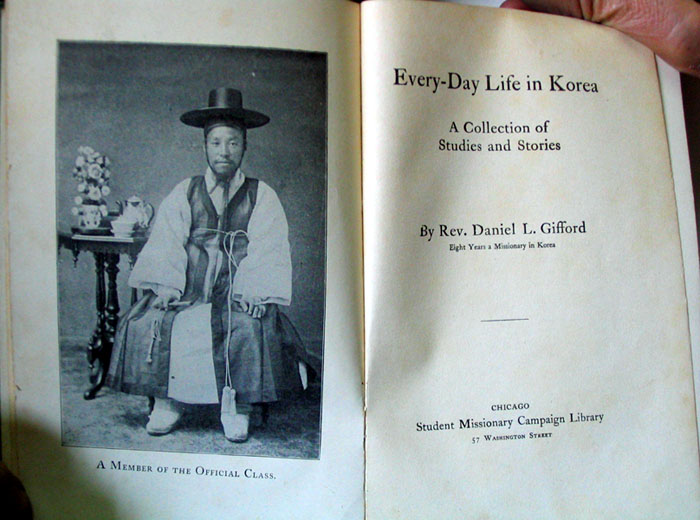 A Member of the Official Class.
Every-Day Life in Korea
A Collection of
Studies and Stories
By Rev. Daniel L. Gifford
Eight Years a Missionary in Korea
CHICAGO
Student Missionary Campaign Library
57 Washington Street